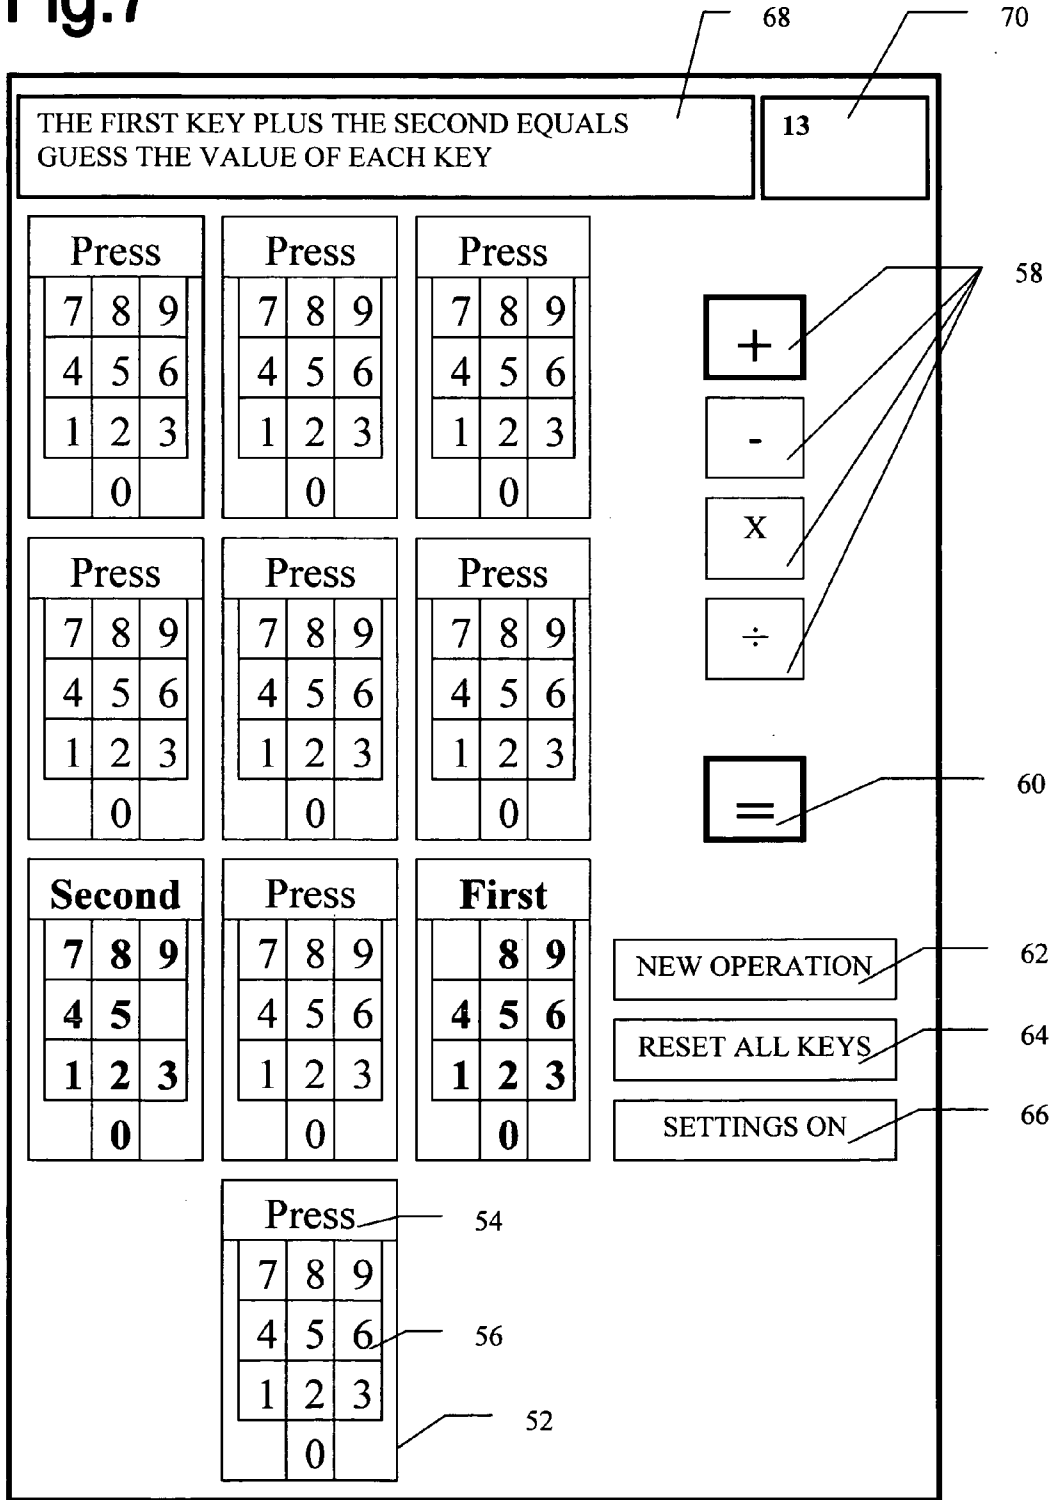 Fig.7
68 70
THE FIRST KEY PLUS THE SECOND EQUALS 13
GUESS THE VALUE OF EACH KEY
Press Press Press
7 8 9 7 8 9 7 8 9
4 5 6 4 5 6 4 5 6
1 2 3 1 2 3 1 2 3
0 0 0
+
-
X
÷
58
Press Press Press
7 8 9 7 8 9 7 8 9
4 5 6 4 5 6 4 5 6
1 2 3 1 2 3 1 2 3
0 0 0
= 60
Second Press First
7 8 9 7 8 9 8 9
4 5 4 5 6 4 5 6
1 2 3 1 2 3 1 2 3
0 0 0
NEW OPERATION 62
RESET ALL KEYS 64
SETTINGS ON 66
Press 54
7 8 9
4 5 6 56
1 2 3
0 52